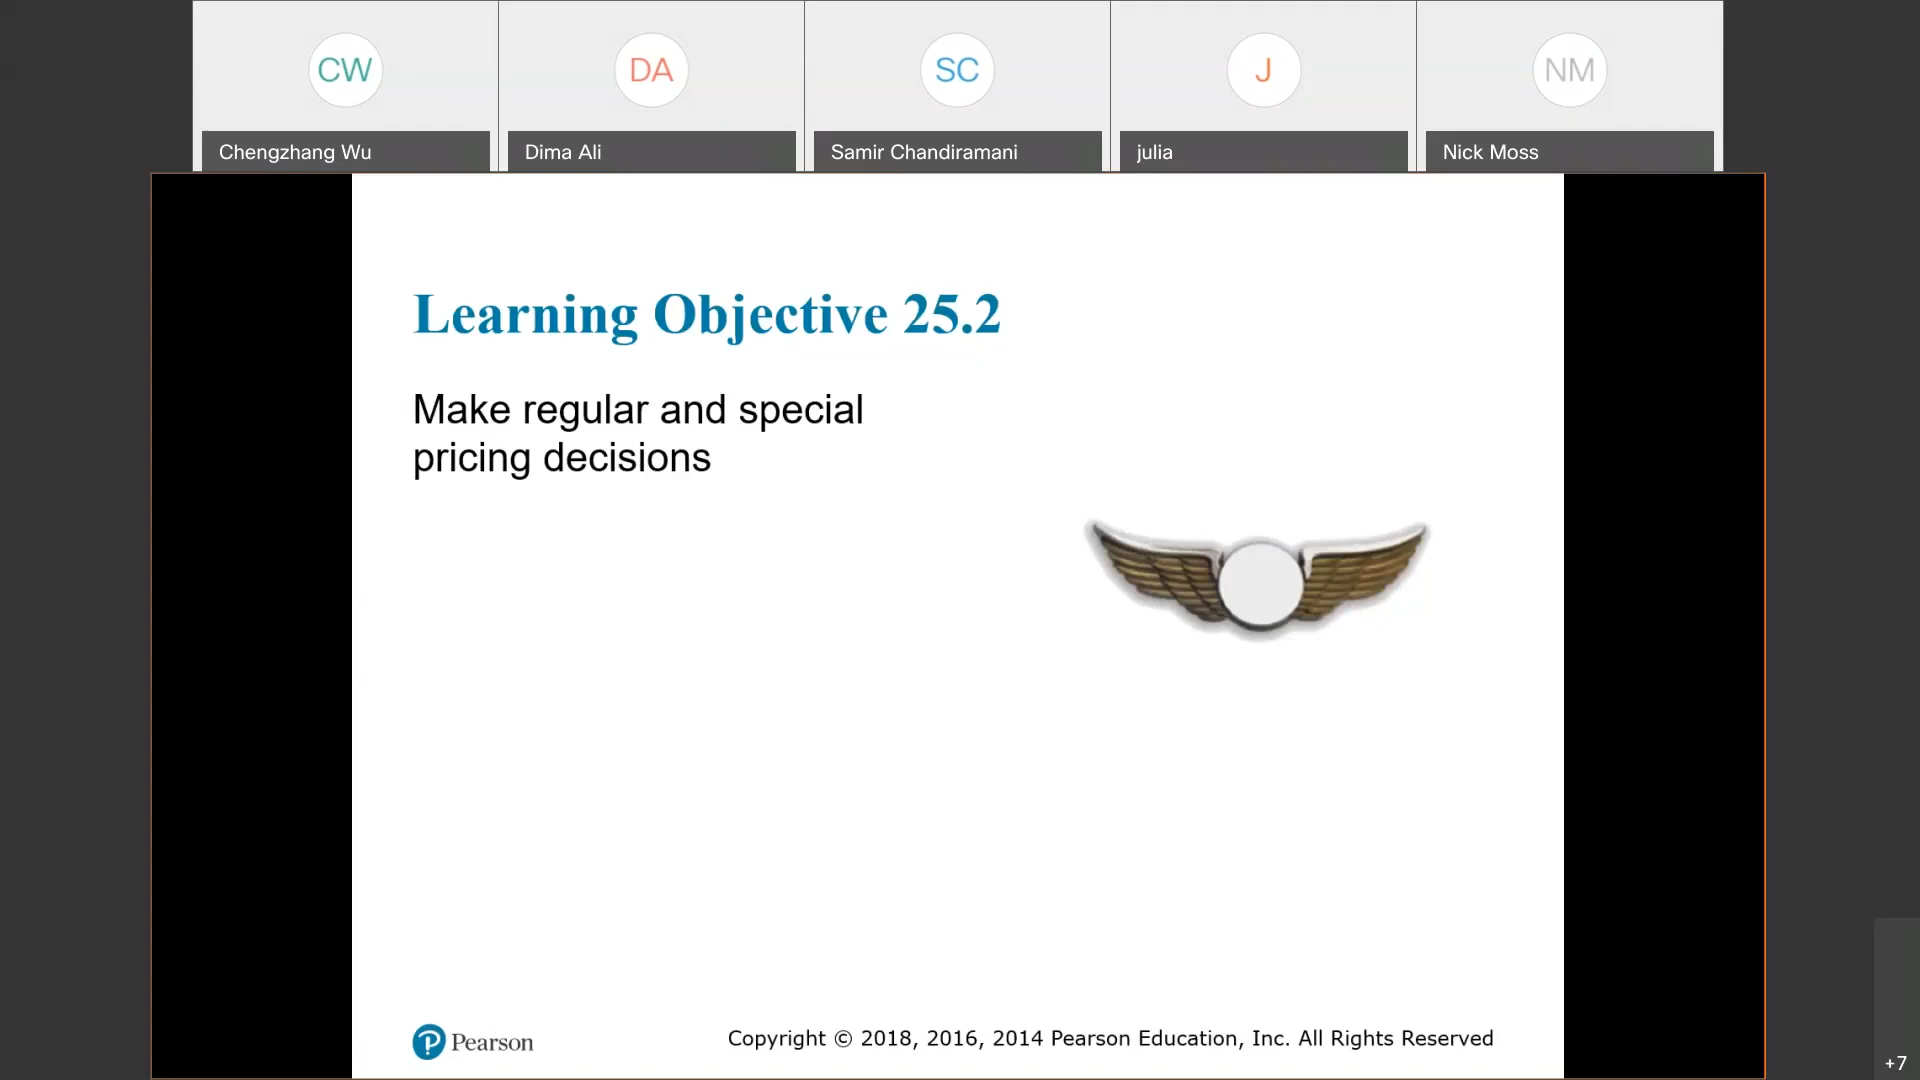 CW
DA
SC
J
NM
Chengzhang Wu
Dima Ali
Samir Chandiramani
julia
Nick Moss
Learning Objective 25.2
Make regular and special
pricing decisions
Pearson
Copyright © 2018, 2016, 2014 Pearson Education, Inc. All Rights Reserved
+7